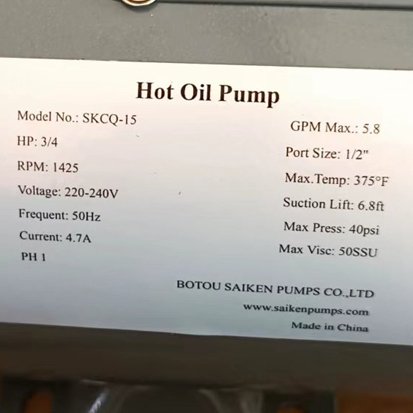 Hot Oil Pump
Model No.: SKCQ-15
HP: 3/4
RPM: 1425
Voltage: 220-240V
Frequent: 50Hz
Current: 4.7A
PH 1
GPM Max.: 5.8
Port Size: 1/2"
Max.Temp: 375°F
Suction Lift: 6.8ft
Max Press: 40psi
Max Visc: 50SSU
BOTOU SAIKEN PUMPS CO.,LTD
www.saikenpumps.com
Made in China